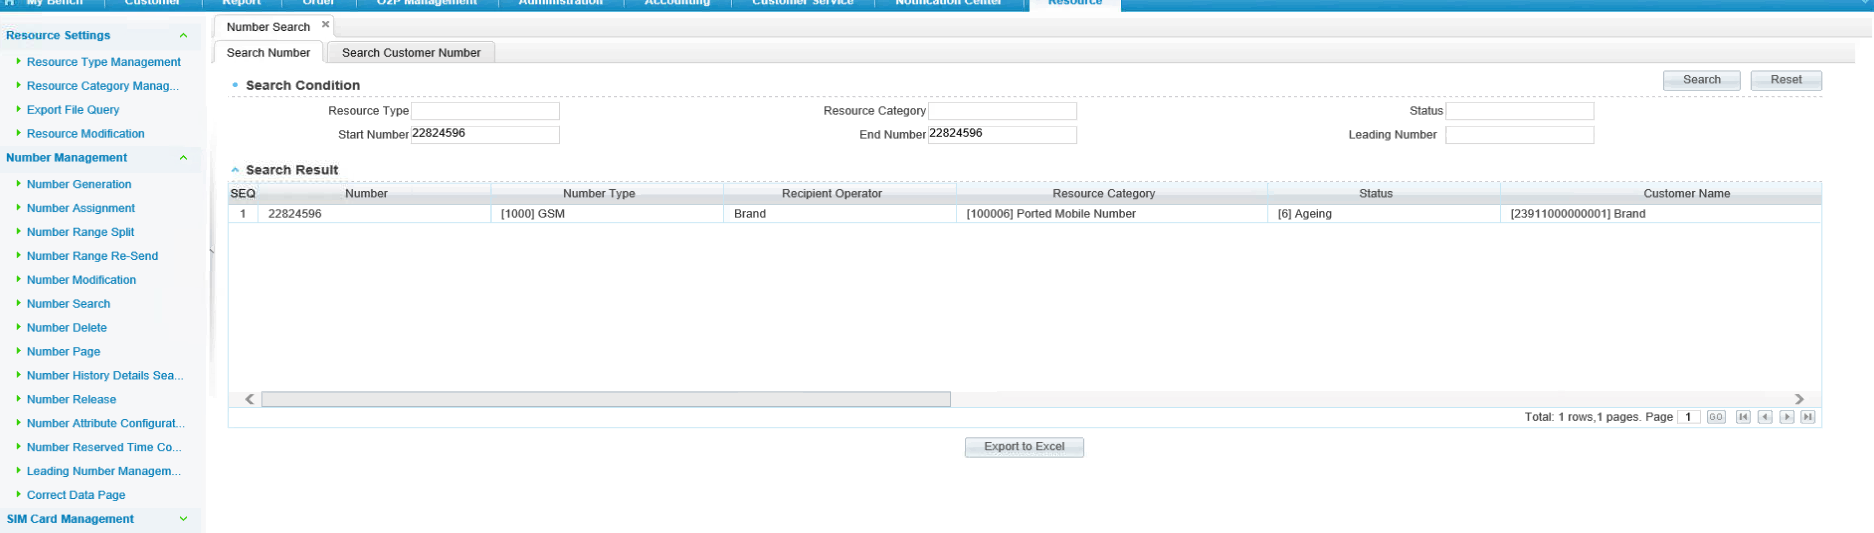 My Bench Customer Report Order O2P Management Administration Accounting Customer Service Notification Center Resource
Resource Settings
Resource Type Management
Resource Category Manag...
Export File Query
Resource Modification
Number Management
Number Generation
Number Assignment
Number Range Split
Number Range Re-Send
Number Modification
Number Search
Number Delete
Number Page
Number History Details Sea...
Number Release
Number Attribute Configurat...
Number Reserved Time Co...
Leading Number Managem...
Correct Data Page
SIM Card Management
Number Search
Search Number Search Customer Number
Search Condition Search Reset
Resource Type Resource Category Status
Start Number 22824596 End Number 22824596 Leading Number
Search Result
SEQ Number Number Type Recipient Operator Resource Category Status Customer Name
1 22824596 [1000] GSM Brand [100006] Ported Mobile Number [6] Ageing [23911000000001] Brand
Total: 1 rows,1 pages. Page 1 GO
Export to Excel